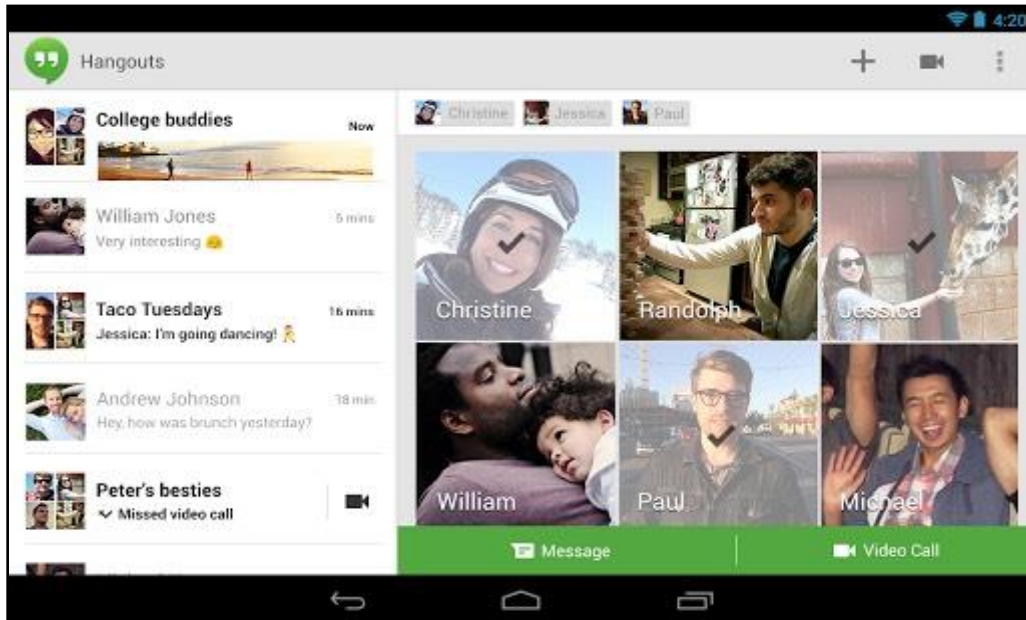 4:20
Hangouts
College buddies
Now
William Jones
5 mins
Very interesting
Taco Tuesdays
16 mins
Jessica: I'm going dancing!
Andrew Johnson
18 min
Hey, how was brunch yesterday?
Peter's besties
Missed video call
Christine Jessica Paul
Christine Randolph Jessica
William Paul Michael
Message Video Call